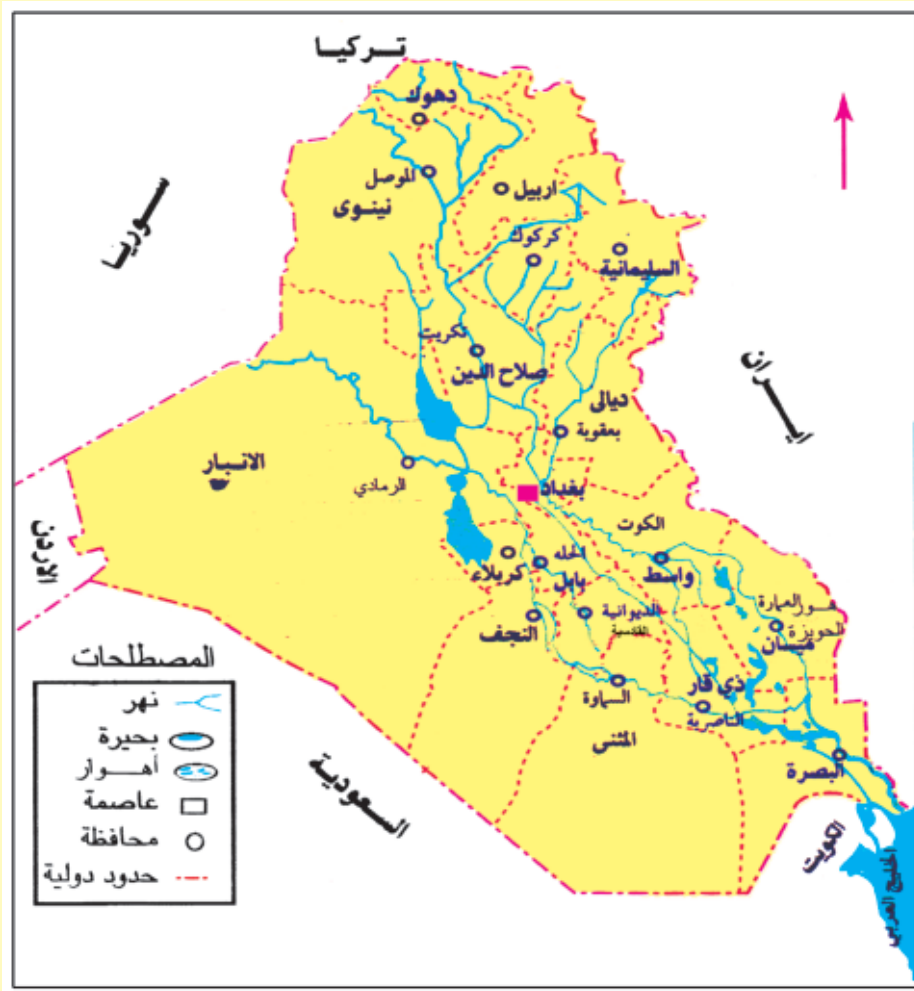 تركيا
دهوك
الموصل
نينوى
اربيل
سوريا
كركوك
السليمانية
تكريت
صلاح الدين
ايران
ديالى
بعقوبة
الانبار
الرمادي
بغداد
الكوت
الاردن
الحله
كربلاء
بابل
واسط
هور العمارة
الديوانية
القادسية
الحويزة
النجف
ميسان
ذي قار
السماوة
الناصرية
المثنى
البصرة
السعودية
الكويت
الخليج العربي
المصطلحات
نهر
بحيرة
أهوار
عاصمة
محافظة
حدود دولية